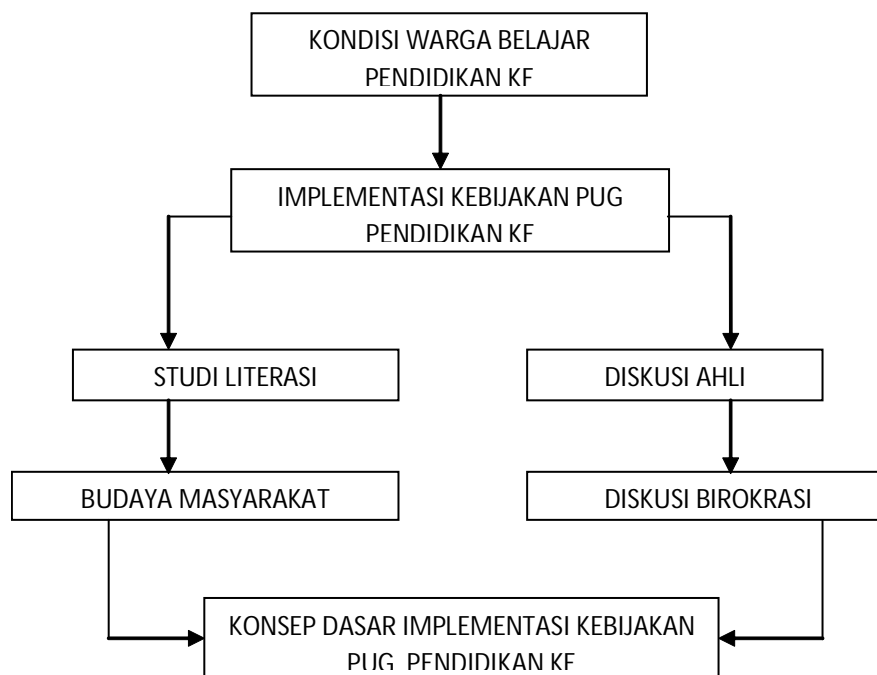 KONDISI WARGA BELAJAR
PENDIDIKAN KF
IMPLEMENTASI KEBIJAKAN PUG
PENDIDIKAN KF
STUDI LITERASI
DISKUSI AHLI
BUDAYA MASYARAKAT
DISKUSI BIROKRASI
KONSEP DASAR IMPLEMENTASI KEBIJAKAN
PUG PENDIDIKAN KF